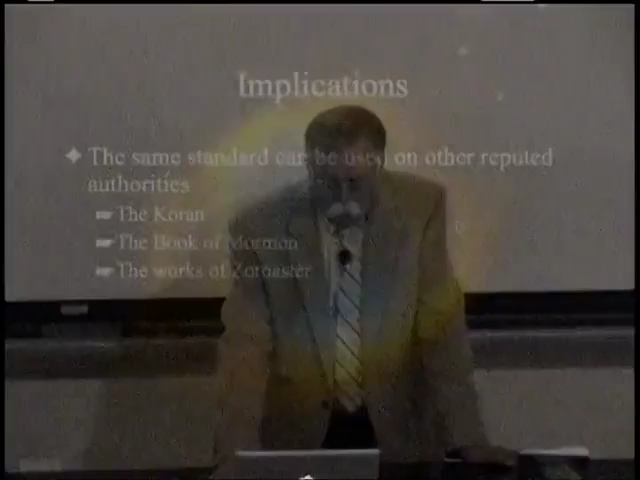 Implications
The same standard can be used on other reputed
authorities
The Koran
The Book of Mormon
The works of Zoroaster